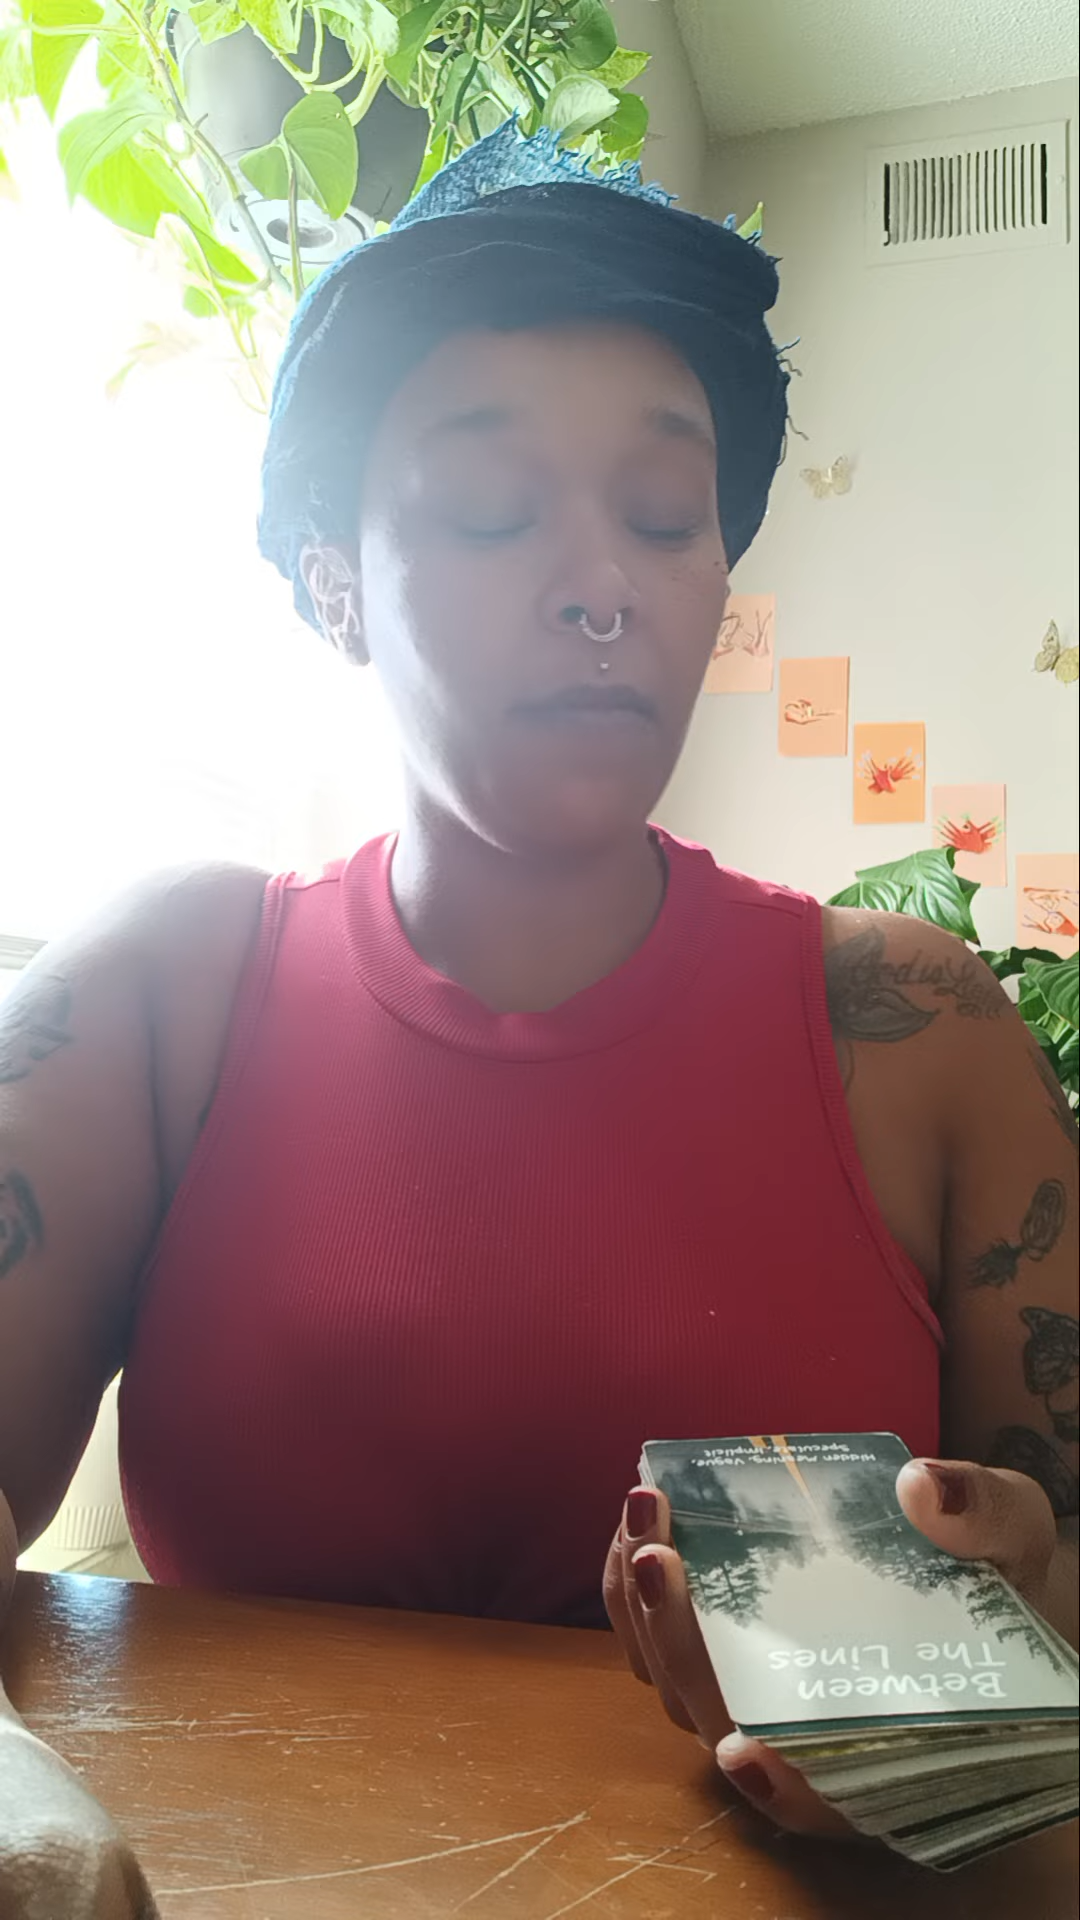 Between
The Lines
Hidden Meaning, Vague,
Speculate, Implicit